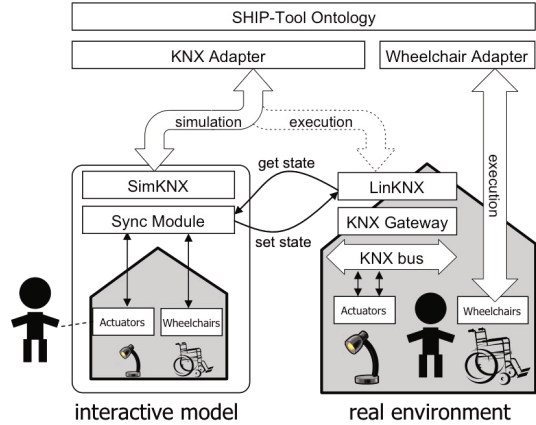 SHIP-Tool Ontology
KNX Adapter
Wheelchair Adapter
simulation
execution
execution
get state
set state
SimKNX
Sync Module
LinKNX
KNX Gateway
KNX bus
Actuators
Wheelchairs
Actuators
Wheelchairs
interactive model
real environment